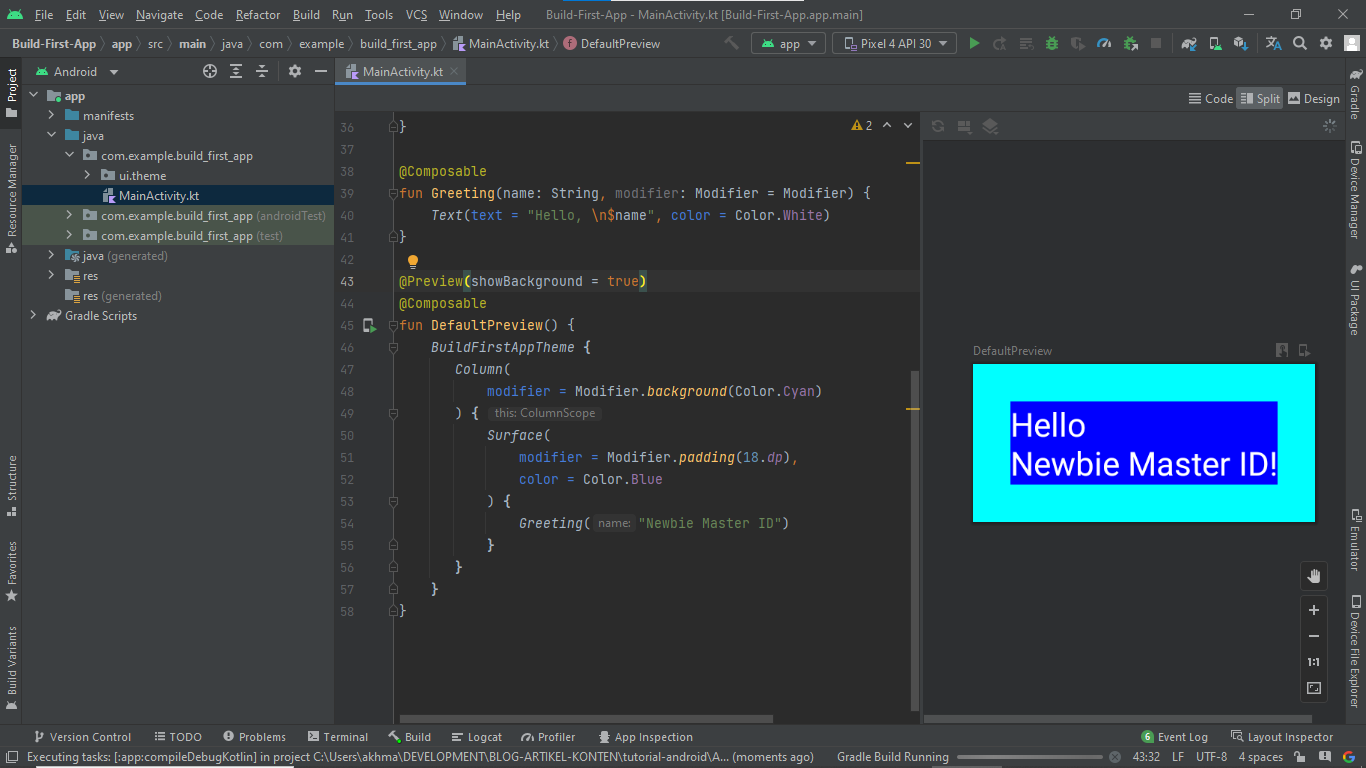 File Edit View Navigate Code Refactor Build Run Tools VCS Window Help Build-First-App - MainActivity.kt [Build-First-App.app.main]
Build-First-App app src main java com example build_first_app MainActivity.kt f DefaultPreview app Pixel 4 API 30
Project
Resource Manager
Structure
Favorites
Build Variants
Android
app
manifests
java
com.example.build_first_app
ui.theme
MainActivity.kt
com.example.build_first_app (androidTest)
com.example.build_first_app (test)
java (generated)
res
res (generated)
Gradle Scripts
MainActivity.kt
Code Split Design
2
36 }
37
38 @Composable
39 fun Greeting(name: String, modifier: Modifier = Modifier) {
40 Text(text = "Hello, \n$name", color = Color.White)
41 }
42
43 @Preview(showBackground = true)
44 @Composable
45 fun DefaultPreview() {
46 BuildFirstAppTheme {
47 Column(
48 modifier = Modifier.background(Color.Cyan)
49 ) { this: ColumnScope
50 Surface(
51 modifier = Modifier.padding(18.dp),
52 color = Color.Blue
53 ) {
54 Greeting( name: "Newbie Master ID")
55 }
56 }
57 }
58 }
DefaultPreview
Hello
Newbie Master ID!
1:1
Gradle
Device Manager
UI Package
Emulator
Device File Explorer
Version Control TODO Problems Terminal Build Logcat Profiler App Inspection 6 Event Log Layout Inspector
Executing tasks: [:app:compileDebugKotlin] in project C:\Users\akhma\DEVELOPMENT\BLOG-ARTIKEL-KONTEN\tutorial-android\A... (moments ago) Gradle Build Running 43:32 LF UTF-8 4 spaces